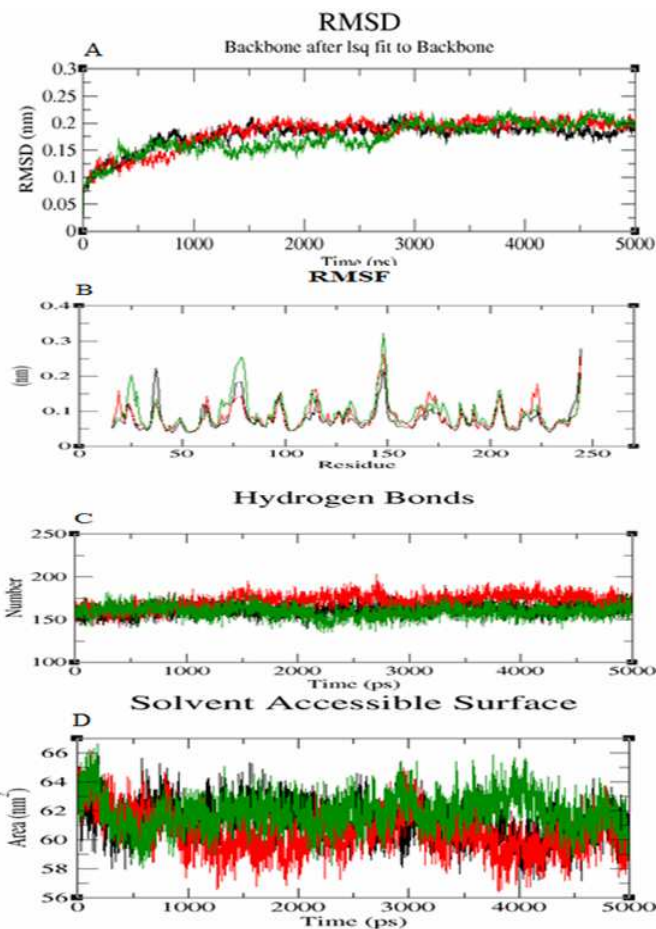 RMSD
A
Backbone after lsq fit to Backbone
0.3
0.25
0.2
0.15
0.1
0.05
0
RMSD (nm)
0 1000 2000 3000 4000 5000
Time (ps)
RMSF
B
0.4
0.3
0.2
0.1
0
(nm)
0 50 100 150 200 250
Residue
Hydrogen Bonds
C
250
200
150
100
Number
0 1000 2000 3000 4000 5000
Time (ps)
Solvent Accessible Surface
D
66
64
62
60
58
56
Area(nm²)
0 1000 2000 3000 4000 5000
Time (ps)